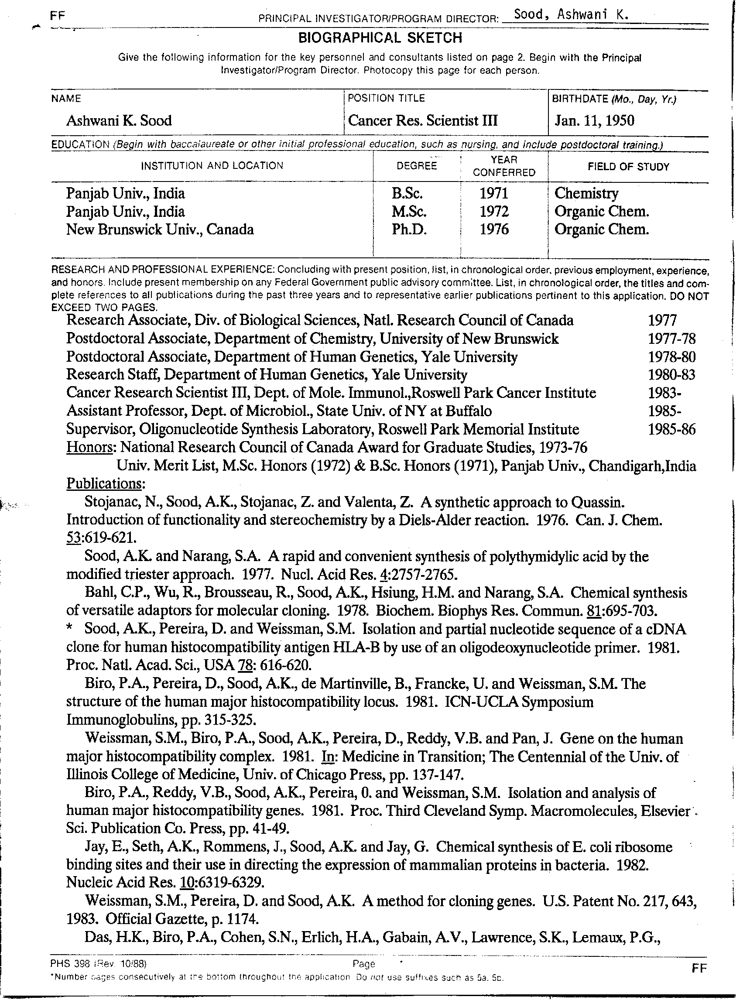 FF
PRINCIPAL INVESTIGATOR/PROGRAM DIRECTOR: Sood, Ashwani K.
BIOGRAPHICAL SKETCH
Give the following information for the key personnel and consultants listed on page 2. Begin with the Principal
Investigator/Program Director. Photocopy this page for each person.
NAME POSITION TITLE BIRTHDATE (Mo., Day, Yr.)
Ashwani K. Sood Cancer Res. Scientist III Jan. 11, 1950
EDUCATION (Begin with baccalaureate or other initial professional education, such as nursing, and include postdoctoral training.)
INSTITUTION AND LOCATION DEGREE YEAR CONFERRED FIELD OF STUDY
Panjab Univ., India B.Sc. 1971 Chemistry
Panjab Univ., India M.Sc. 1972 Organic Chem.
New Brunswick Univ., Canada Ph.D. 1976 Organic Chem.
RESEARCH AND PROFESSIONAL EXPERIENCE: Concluding with present position, list, in chronological order, previous employment, experience,
and honors. Include present membership on any Federal Government public advisory committee. List, in chronological order, the titles and com-
plete references to all publications during the past three years and to representative earlier publications pertinent to this application. DO NOT
EXCEED TWO PAGES.
Research Associate, Div. of Biological Sciences, Natl. Research Council of Canada 1977
Postdoctoral Associate, Department of Chemistry, University of New Brunswick 1977-78
Postdoctoral Associate, Department of Human Genetics, Yale University 1978-80
Research Staff, Department of Human Genetics, Yale University 1980-83
Cancer Research Scientist III, Dept. of Mole. Immunol.,Roswell Park Cancer Institute 1983-
Assistant Professor, Dept. of Microbiol., State Univ. of NY at Buffalo 1985-
Supervisor, Oligonucleotide Synthesis Laboratory, Roswell Park Memorial Institute 1985-86
Honors: National Research Council of Canada Award for Graduate Studies, 1973-76
Univ. Merit List, M.Sc. Honors (1972) & B.Sc. Honors (1971), Panjab Univ., Chandigarh,India
Publications:
Stojanac, N., Sood, A.K., Stojanac, Z. and Valenta, Z. A synthetic approach to Quassin.
Introduction of functionality and stereochemistry by a Diels-Alder reaction. 1976. Can. J. Chem.
53:619-621.
Sood, A.K. and Narang, S.A. A rapid and convenient synthesis of polythymidylic acid by the
modified triester approach. 1977. Nucl. Acid Res. 4:2757-2765.
Bahl, C.P., Wu, R., Brousseau, R., Sood, A.K., Hsiung, H.M. and Narang, S.A. Chemical synthesis
of versatile adaptors for molecular cloning. 1978. Biochem. Biophys Res. Commun. 81:695-703.
* Sood, A.K., Pereira, D. and Weissman, S.M. Isolation and partial nucleotide sequence of a cDNA
clone for human histocompatibility antigen HLA-B by use of an oligodeoxynucleotide primer. 1981.
Proc. Natl. Acad. Sci., USA 78: 616-620.
Biro, P.A., Pereira, D., Sood, A.K., de Martinville, B., Francke, U. and Weissman, S.M. The
structure of the human major histocompatibility locus. 1981. ICN-UCLA Symposium
Immunoglobulins, pp. 315-325.
Weissman, S.M., Biro, P.A., Sood, A.K., Pereira, D., Reddy, V.B. and Pan, J. Gene on the human
major histocompatibility complex. 1981. In: Medicine in Transition; The Centennial of the Univ. of
Illinois College of Medicine, Univ. of Chicago Press, pp. 137-147.
Biro, P.A., Reddy, V.B., Sood, A.K., Pereira, 0. and Weissman, S.M. Isolation and analysis of
human major histocompatibility genes. 1981. Proc. Third Cleveland Symp. Macromolecules, Elsevier
Sci. Publication Co. Press, pp. 41-49.
Jay, E., Seth, A.K., Rommens, J., Sood, A.K. and Jay, G. Chemical synthesis of E. coli ribosome
binding sites and their use in directing the expression of mammalian proteins in bacteria. 1982.
Nucleic Acid Res. 10:6319-6329.
Weissman, S.M., Pereira, D. and Sood, A.K. A method for cloning genes. U.S. Patent No. 217, 643,
1983. Official Gazette, p. 1174.
Das, H.K., Biro, P.A., Cohen, S.N., Erlich, H.A., Gabain, A.V., Lawrence, S.K., Lemaux, P.G.,
PHS 398 (Rev. 10/88) Page FF
*Number pages consecutively at the bottom throughout the application. Do not use suffixes such as 5a, 5b.